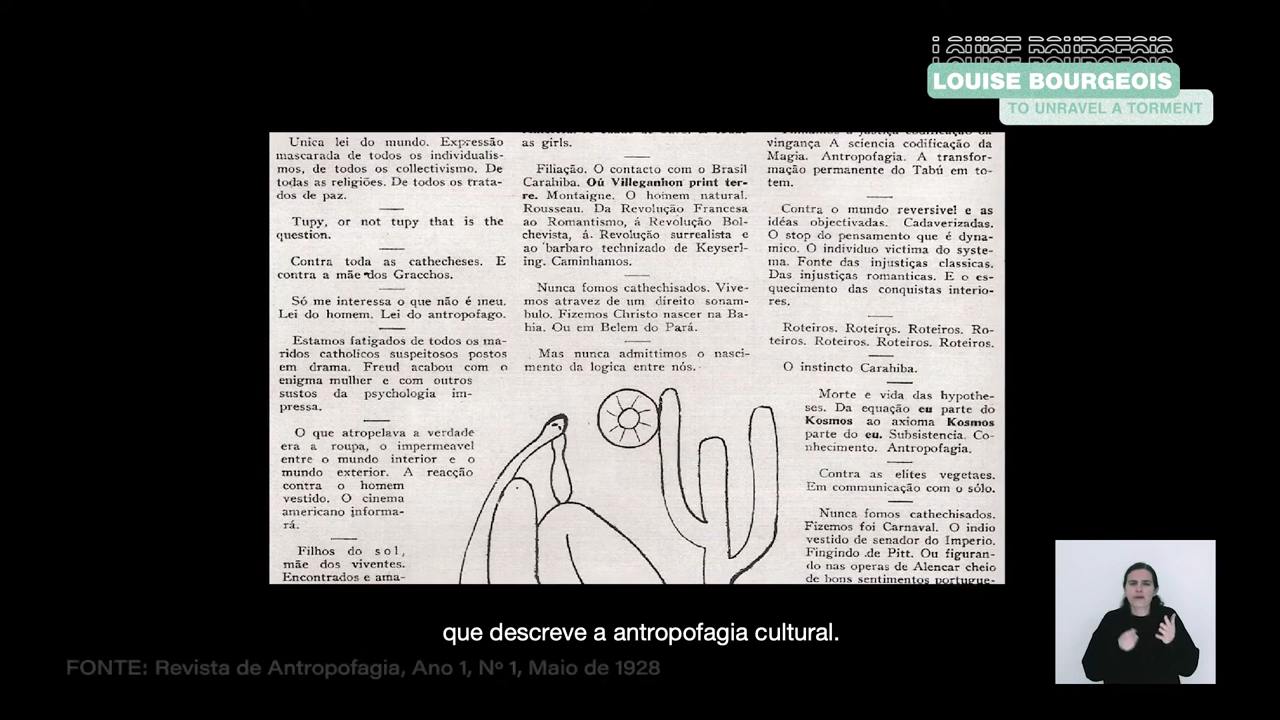 LOUISE BOURGEOIS
LOUISE BOURGEOIS
TO UNRAVEL A TORMENT
Unica lei do mundo. Expressão
mascarada de todos os individualis-
mos, de todos os collectivismo. De
todas as religiões. De todos os trata-
dos de paz.
Tupy, or not tupy that is the
question.
Contra toda as cathecheses. E
contra a mãe dos Gracchos.
Só me interessa o que não é meu.
Lei do homem. Lei do antropofago.
Estamos fatigados de todos os ma-
ridos catholicos suspeitosos postos
em drama. Freud acabou com o
enigma mulher e com outros
sustos da psychologia im-
pressa.
O que atropelava a verdade
era a roupa, o impermeavel
entre o mundo interior e o
mundo exterior. A reacção
contra o homem
vestido. O cinema
americano informa-
rá.
Filhos do sol,
mãe dos viventes.
Encontrados e ama-
as girls.
Filiação. O contacto com o Brasil
Carahiba. Oú Villeganhon print ter-
re. Montaigne. O homem natural.
Rousseau. Da Revolução Francesa
ao Romantismo, á Revolução Bol-
chevista, á Revolução surrealista e
ao barbaro technizado de Keyserl-
ing. Caminhamos.
Nunca fomos cathechisados. Vive-
mos atravez de um direito sonam-
bulo. Fizemos Christo nascer na Ba-
hia. Ou em Belem do Pará.
Mas nunca admittimos o nasci-
mento da logica entre nós.
vingança A sciencia codificação da
Magia. Antropofagia. A transfor-
mação permanente do Tabú em to-
tem.
Contra o mundo reversivel e as
idéas objectivadas. Cadaverizadas.
O stop do pensamento que é dyna-
mico. O individuo victima do syste-
ma. Fonte das injustiças classicas.
Das injustiças romanticas. E o es-
quecimento das conquistas interio-
res.
Roteiros. Roteiros. Roteiros. Ro-
teiros. Roteiros. Roteiros. Roteiros.
O instincto Carahiba.
Morte e vida das hypothe-
ses. Da equação eu parte do
Kosmos ao axioma Kosmos
parte do eu. Subsistencia. Co-
nhecimento. Antropofagia.
Contra as elites vegetaes.
Em communicação com o sólo.
Nunca fomos cathechisados.
Fizemos foi Carnaval. O indio
vestido de senador do Imperio.
Fingindo de Pitt. Ou figuran-
do nas operas de Alencar cheio
de bons sentimentos portugue-
que descreve a antropofagia cultural.
FONTE: Revista de Antropofagia, Ano 1, Nº 1, Maio de 1928